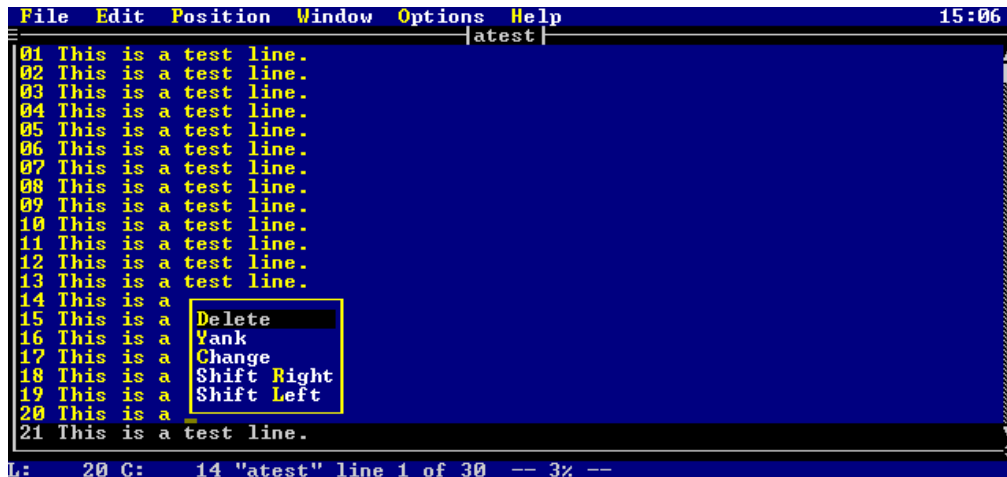 File Edit Position Window Options Help 15:06
atest
01 This is a test line.
02 This is a test line.
03 This is a test line.
04 This is a test line.
05 This is a test line.
06 This is a test line.
07 This is a test line.
08 This is a test line.
09 This is a test line.
10 This is a test line.
11 This is a test line.
12 This is a test line.
13 This is a test line.
14 This is a
15 This is a Delete
16 This is a Yank
17 This is a Change
18 This is a Shift Right
19 This is a Shift Left
20 This is a
21 This is a test line.
L: 20 C: 14 "atest" line 1 of 30 -- 3% --